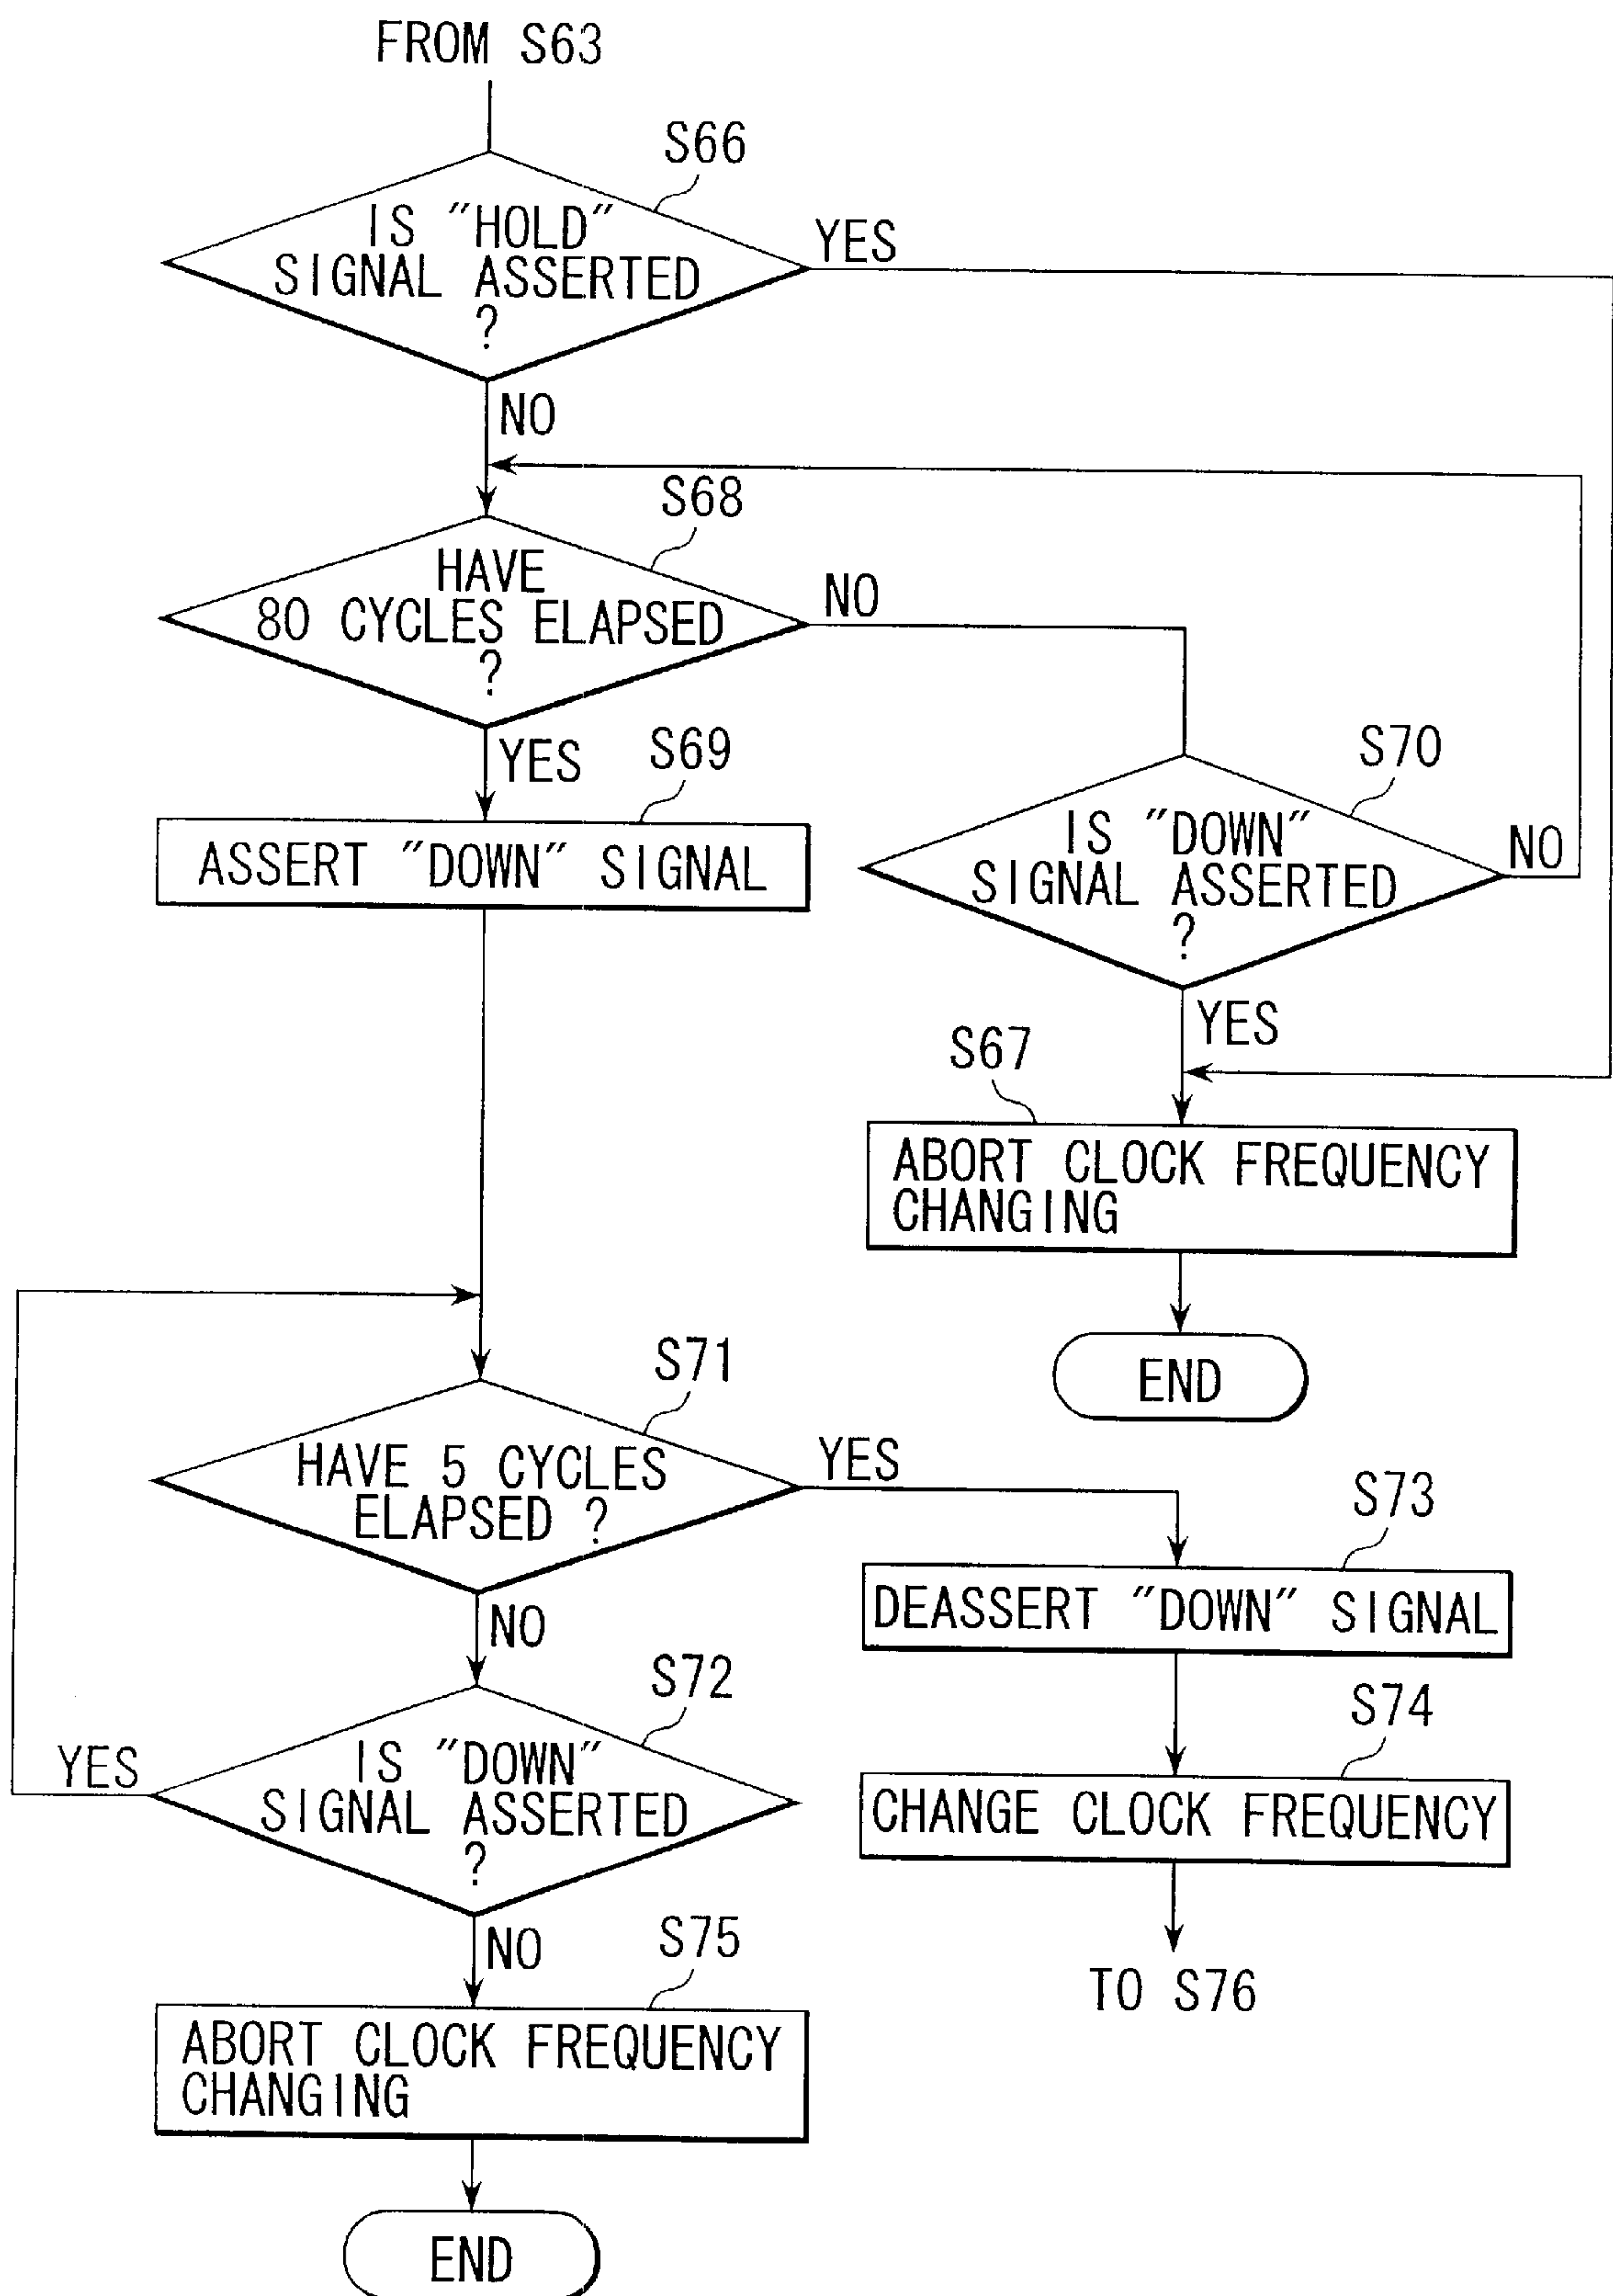 FROM S63
S66
IS "HOLD"
SIGNAL ASSERTED
?
YES
NO
S68
HAVE
80 CYCLES ELAPSED
?
NO
YES
S69
ASSERT "DOWN" SIGNAL
S70
IS "DOWN"
SIGNAL ASSERTED
?
NO
YES
S67
ABORT CLOCK FREQUENCY
CHANGING
END
S71
HAVE 5 CYCLES
ELAPSED ?
YES
NO
S73
DEASSERT "DOWN" SIGNAL
S72
IS "DOWN"
SIGNAL ASSERTED
?
YES
NO
S74
CHANGE CLOCK FREQUENCY
TO S76
S75
ABORT CLOCK FREQUENCY
CHANGING
END